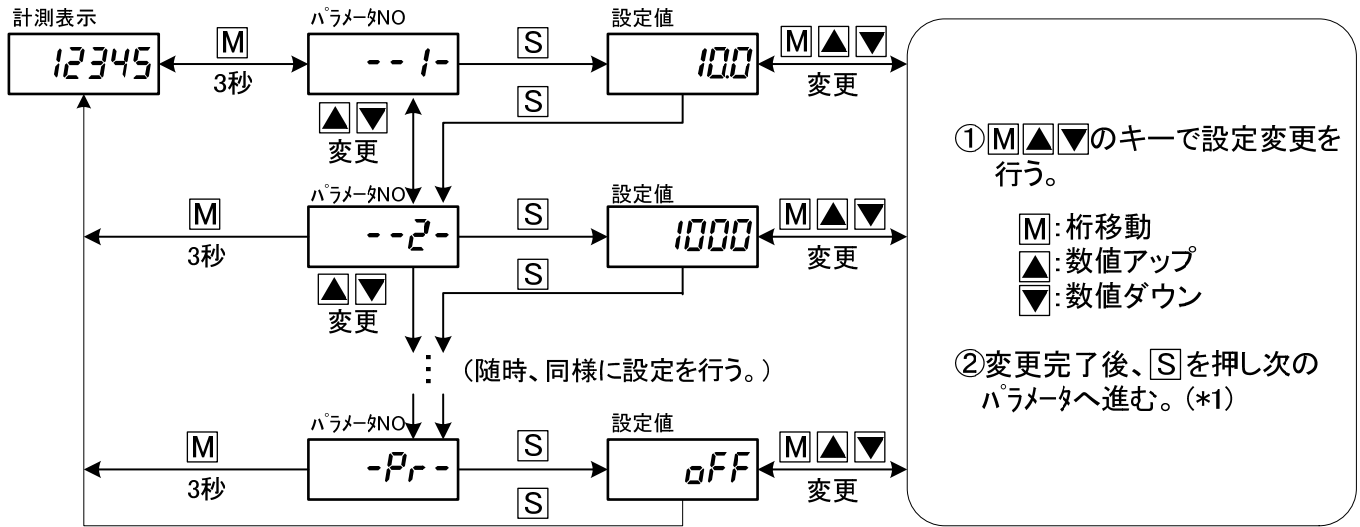 計測表示
12345
M
3秒
パラメータNO
--1-
S
設定値
10.0
M▲▼
変更
S
▲▼
変更
パラメータNO
--2-
M
3秒
S
設定値
1000
M▲▼
変更
S
▲▼
変更
(随時、同様に設定を行う。)
パラメータNO
-Pr-
M
3秒
S
設定値
oFF
M▲▼
変更
S
①M▲▼のキーで設定変更を
行う。
M:桁移動
▲:数値アップ
▼:数値ダウン
②変更完了後、Sを押し次の
パラメータへ進む。(*1)